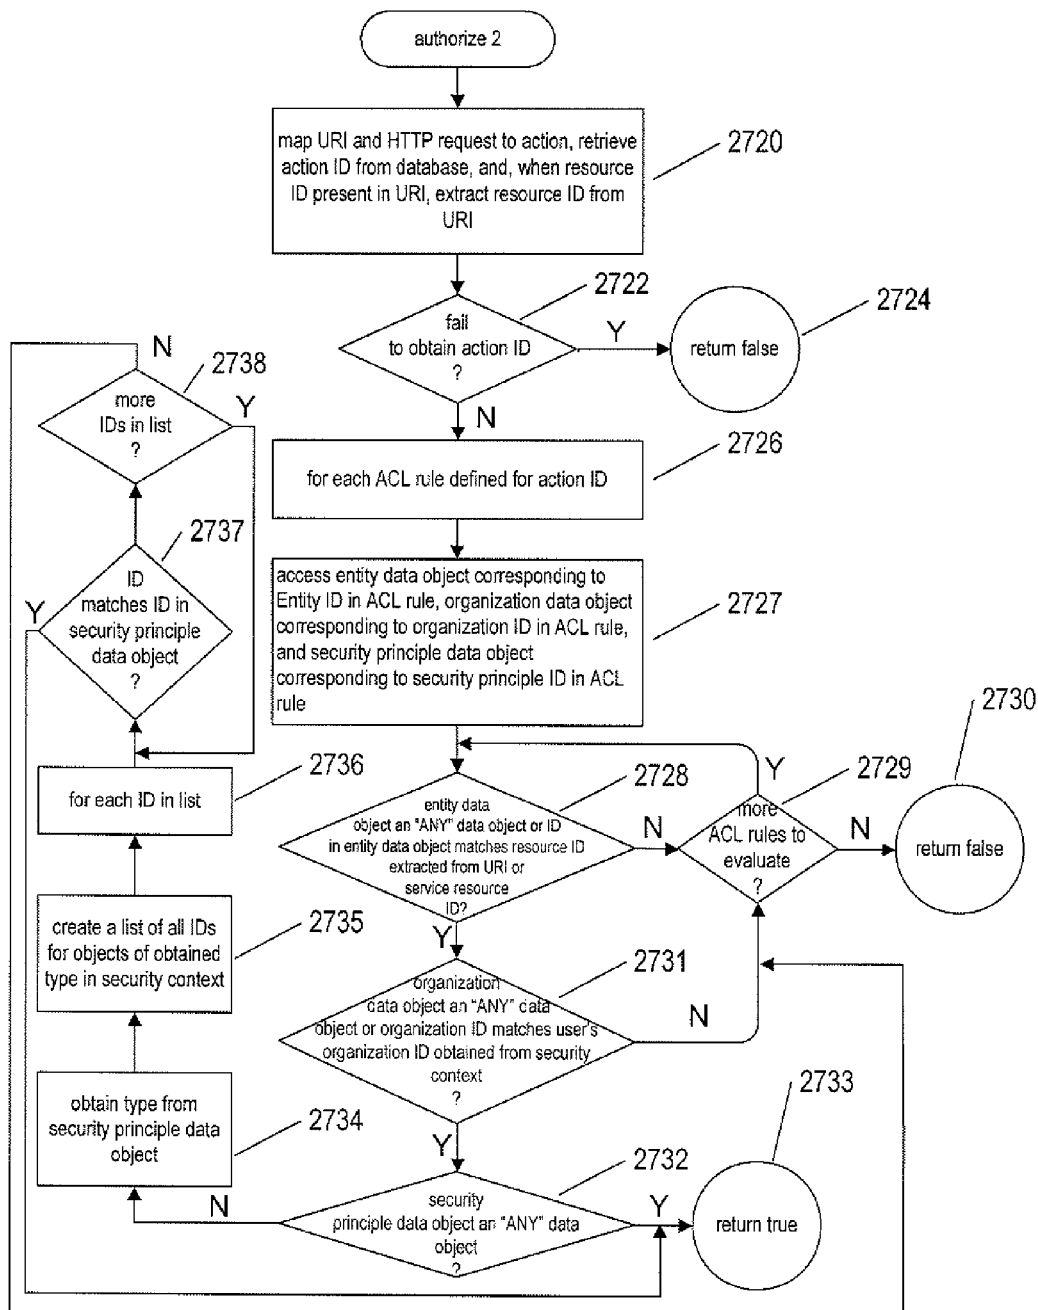 authorize 2
map URI and HTTP request to action, retrieve
action ID from database, and, when resource
ID present in URI, extract resource ID from
URI
2720
fail
to obtain action ID
?
2722
Y
return false
2724
N
for each ACL rule defined for action ID
2726
access entity data object corresponding to
Entity ID in ACL rule, organization data object
corresponding to organization ID in ACL rule,
and security principle data object
corresponding to security principle ID in ACL
rule
2727
entity data
object an "ANY" data object or ID
in entity data object matches resource ID
extracted from URI or
service resource
ID?
2728
N
Y
more
ACL rules to
evaluate
?
2729
Y
N
return false
2730
organization
data object an "ANY" data
object or organization ID matches user's
organization ID obtained from security
context
?
2731
N
Y
security
principle data object an "ANY" data
object
?
2732
Y
return true
2733
N
obtain type from
security principle data
object
2734
create a list of all IDs
for objects of obtained
type in security context
2735
for each ID in list
2736
ID
matches ID in
security principle
data object
?
2737
Y
more
IDs in list
?
2738
Y
N